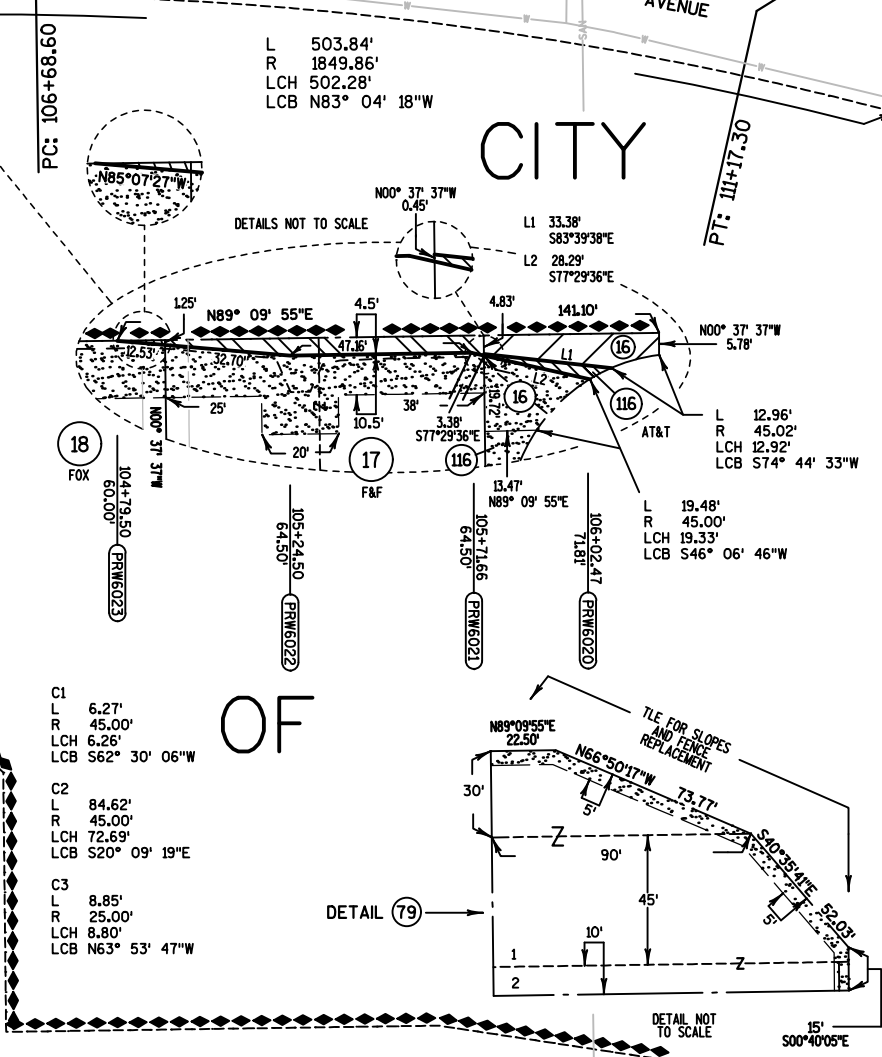 AVENUE
SAN
W
W
W
W
PC: 106+68.60
L 503.84'
R 1849.86'
LCH 502.28'
LCB N83° 04' 18"W
CITY
PT: 111+17.30
N85°07'27"W
N00° 37' 37"W
0.45'
DETAILS NOT TO SCALE
L1 33.38'
S83°39'38"E
L2 28.29'
S77°29'36"E
1.25'
N89° 09' 55"E
4.5'
4.83'
141.10'
N00° 37' 37"W
5.78'
12.53'
32.70'
47.16'
L1
16
L2
16
116
19.72'
25'
38'
10.5'
3.38'
S77°29'36"E
116
AT&T
N00° 37' 37"W
20'
18
FOX
17
F&F
13.47'
N89° 09' 55"E
L 12.96'
R 45.02'
LCH 12.92'
LCB S74° 44' 33"W
L 19.48'
R 45.00'
LCH 19.33'
LCB S46° 06' 46"W
104+79.50
60.00'
PRW6023
105+24.50
64.50'
PRW6022
105+71.66
64.50'
PRW6021
106+02.47
71.81'
PRW6020
C1
L 6.27'
R 45.00'
LCH 6.26'
LCB S62° 30' 06"W
OF
C2
L 84.62'
R 45.00'
LCH 72.69'
LCB S20° 09' 19"E
C3
L 8.85'
R 25.00'
LCH 8.80'
LCB N63° 53' 47"W
TLE FOR SLOPES
AND FENCE
REPLACEMENT
N89°09'55"E
22.50'
N66°50'17"W
73.77'
30'
5'
Z
90'
S40°35'41"E
52.03'
5'
45'
DETAIL 79
10'
1
2
Z
DETAIL NOT
TO SCALE
15'
S00°40'05"E